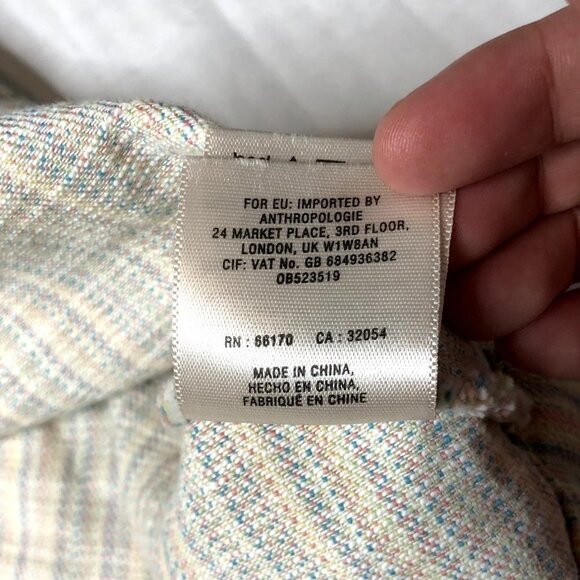 FOR EU: IMPORTED BY
ANTHROPOLOGIE
24 MARKET PLACE, 3RD FLOOR,
LONDON, UK W1W8AN
CIF: VAT No. GB 684936382
OB523519
RN : 66170 CA : 32054
MADE IN CHINA,
HECHO EN CHINA,
FABRIQUÉ EN CHINE